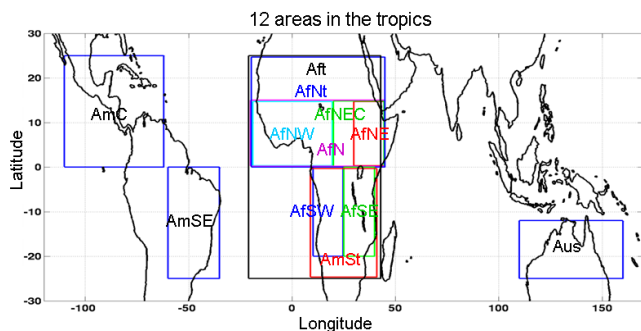 12 areas in the tropics
30
20
10
0
-10
-20
-30
Latitude
Aft
AfNt
AmC
AfNEC
AfNW
AfNE
AfN
AmSE
AfSW
AfSE
AmSt
Aus
-100
-50
0
50
100
150
Longitude